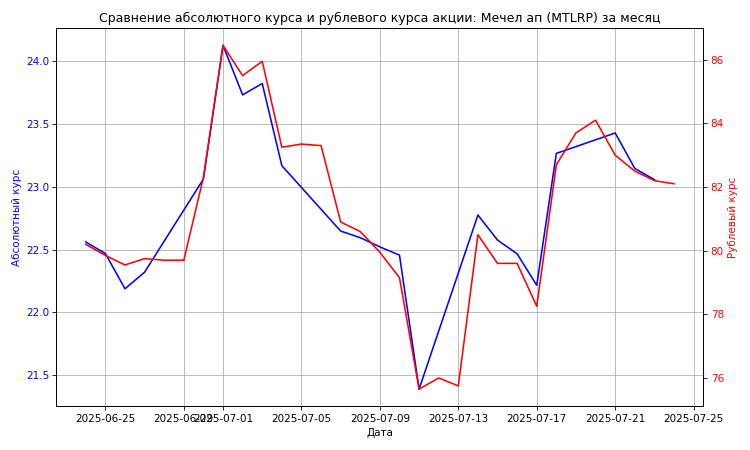 Сравнение абсолютного курса и рублевого курса акции: Мечел ап (MTLRP) за месяц
Абсолютный курс
24.0
23.5
23.0
22.5
22.0
21.5
86
84
82
80
78
76
Рублевый курс
2025-06-25 2025-06-29 2025-07-01 2025-07-05 2025-07-09 2025-07-13 2025-07-17 2025-07-21 2025-07-25
Дата